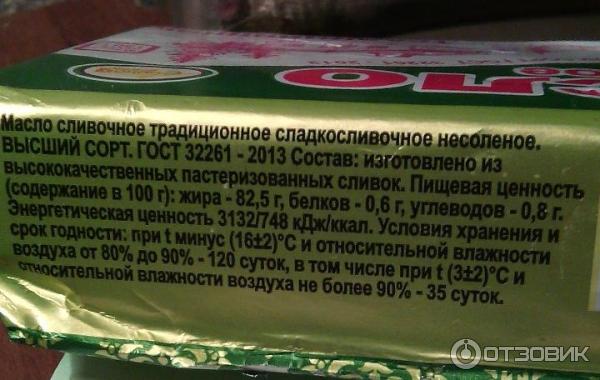 ГОСТ 32261 2013
Масло сливочное традиционное сладкосливочное несоленое.
ВЫСШИЙ СОРТ. ГОСТ 32261 - 2013 Состав: изготовлено из
высококачественных пастеризованных сливок. Пищевая ценность
(содержание в 100 г): жира - 82,5 г, белков - 0,6 г, углеводов - 0,8 г.
Энергетическая ценность 3132/748 кДж/ккал. Условия хранения и
срок годности: при t минус (16±2)°С и относительной влажности
воздуха от 80% до 90% - 120 суток, в том числе при t (3±2)°С и
относительной влажности воздуха не более 90% - 35 суток.
ОТЗОВИК